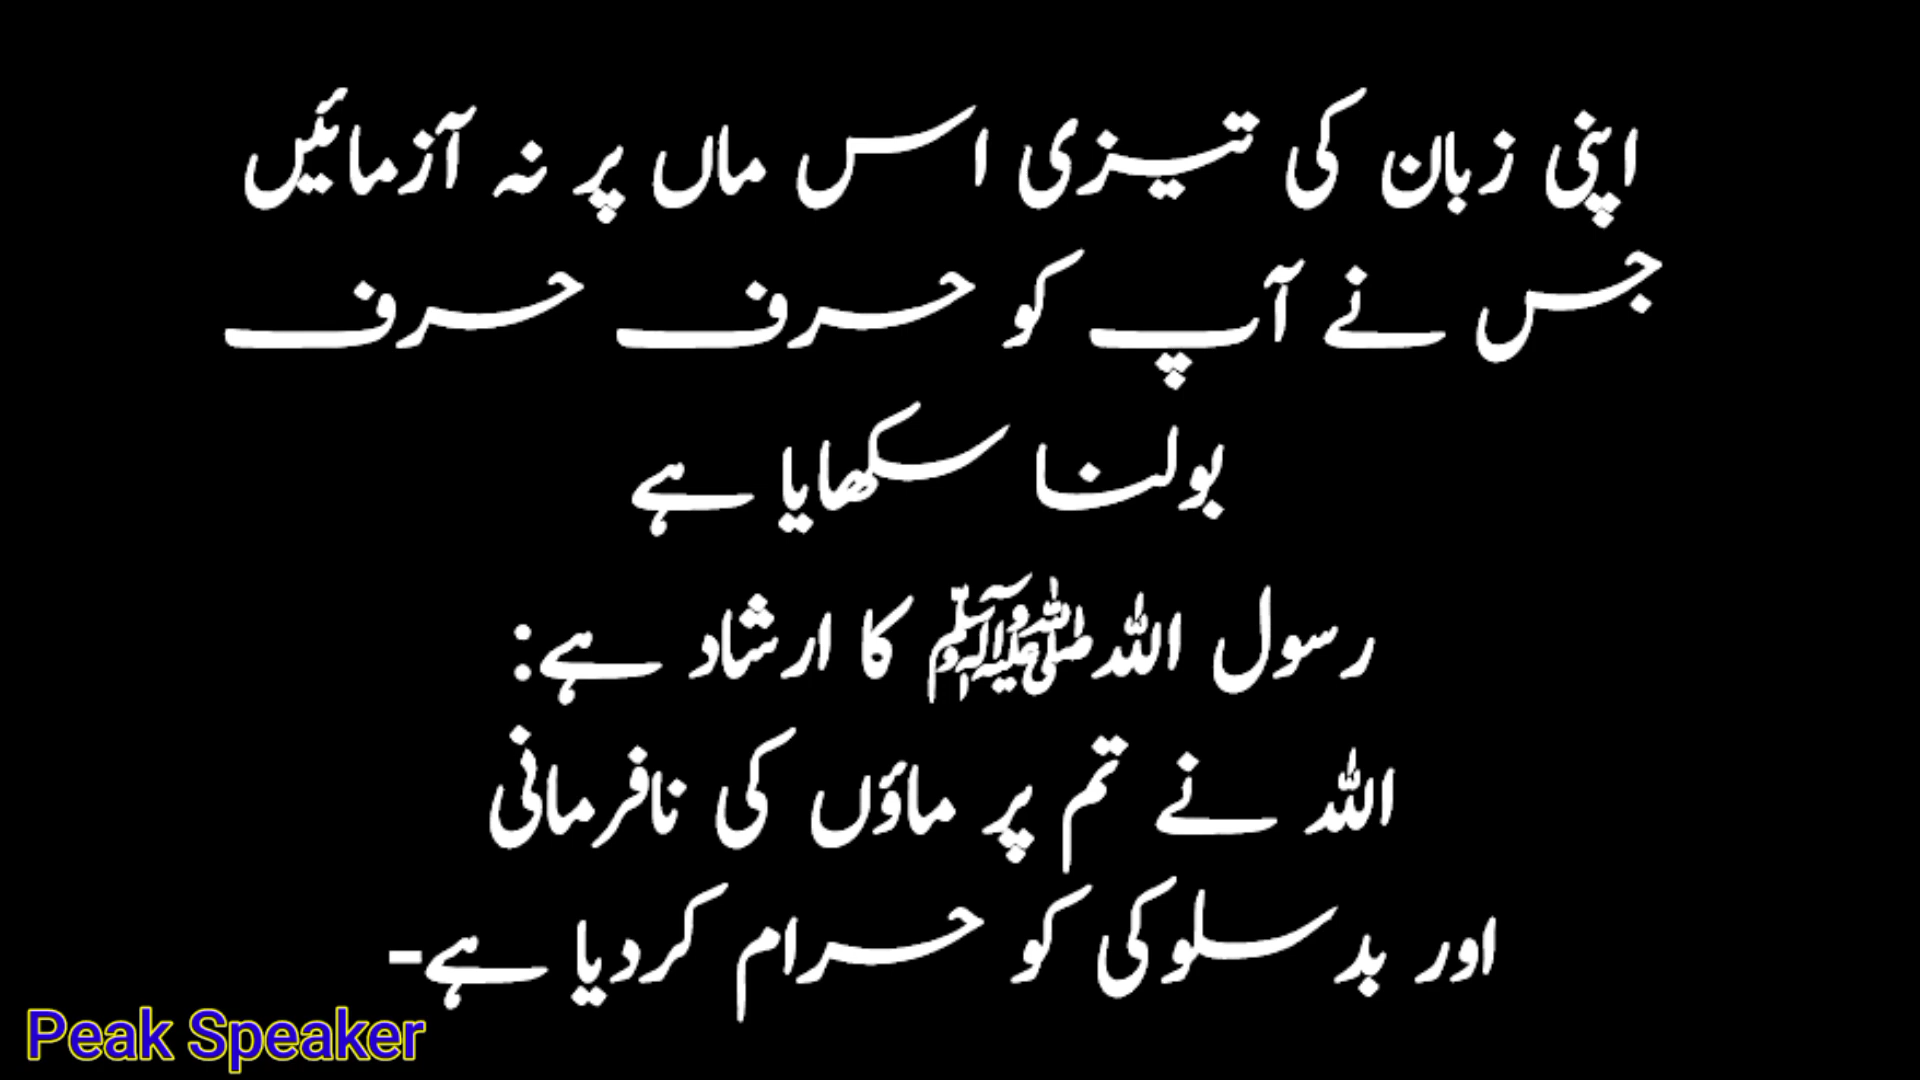 اپنی زبان کی تیزی اس ماں پر نہ آزمائیں
جس نے آپ کو حرف حرف
بولنا سکھایا ہے
رسول اللہﷺ کا ارشاد ہے:
اللہ نے تم پر ماؤں کی نافرمانی
اور بدسلوکی کو حرام کردیا ہے-
Peak Speaker